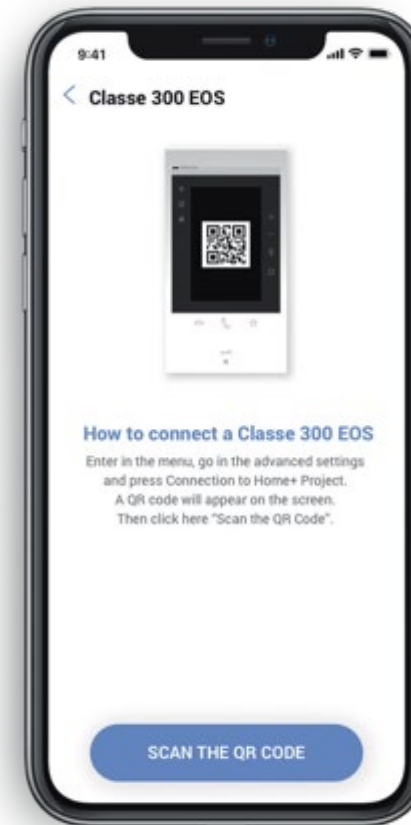 9:41
Classe 300 EOS
How to connect a Classe 300 EOS
Enter in the menu, go in the advanced settings
and press Connection to Home+ Project.
A QR code will appear on the screen.
Then click here "Scan the QR Code".
SCAN THE QR CODE